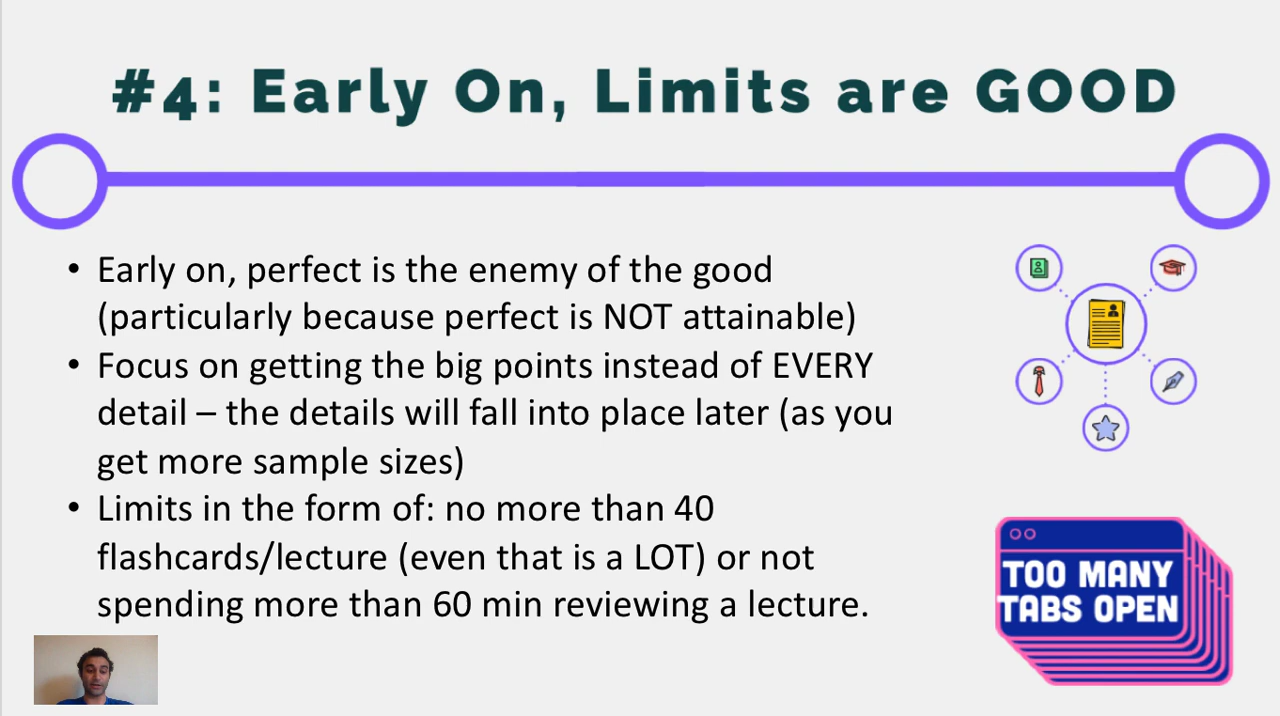 #4: Early On, Limits are GOOD
• Early on, perfect is the enemy of the good
(particularly because perfect is NOT attainable)
• Focus on getting the big points instead of EVERY
detail – the details will fall into place later (as you
get more sample sizes)
• Limits in the form of: no more than 40
flashcards/lecture (even that is a LOT) or not
spending more than 60 min reviewing a lecture.
TOO MANY
TABS OPEN